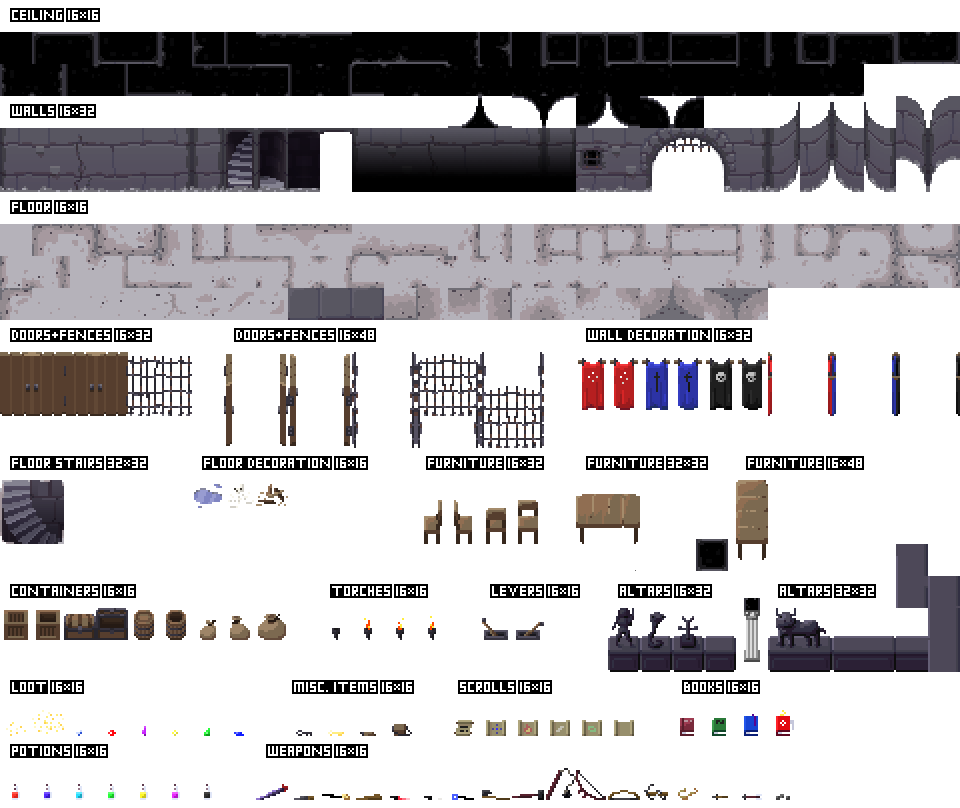 CEILING 16×16
WALLS 16×32
FLOOR 16×16
DOORS+FENCES 16×32 DOORS+FENCES 16×48 WALL DECORATION 16×32
FLOOR STAIRS 32×32 FLOOR DECORATION 16×16 FURNITURE 16×32 FURNITURE 32×32 FURNITURE 16×48
CONTAINERS 16×16 TORCHES 16×16 LEVERS 16×16 ALTARS 16×32 ALTARS 32×32
LOOT 16×16 MISC. ITEMS 16×16 SCROLLS 16×16 BOOKS 16×16
POTIONS 16×16 WEAPONS 16×16